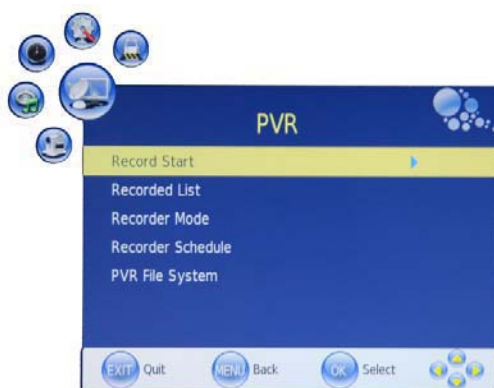 PVR
Record Start
Recorded List
Recorder Mode
Recorder Schedule
PVR File System
EXIT Quit MENU Back OK Select